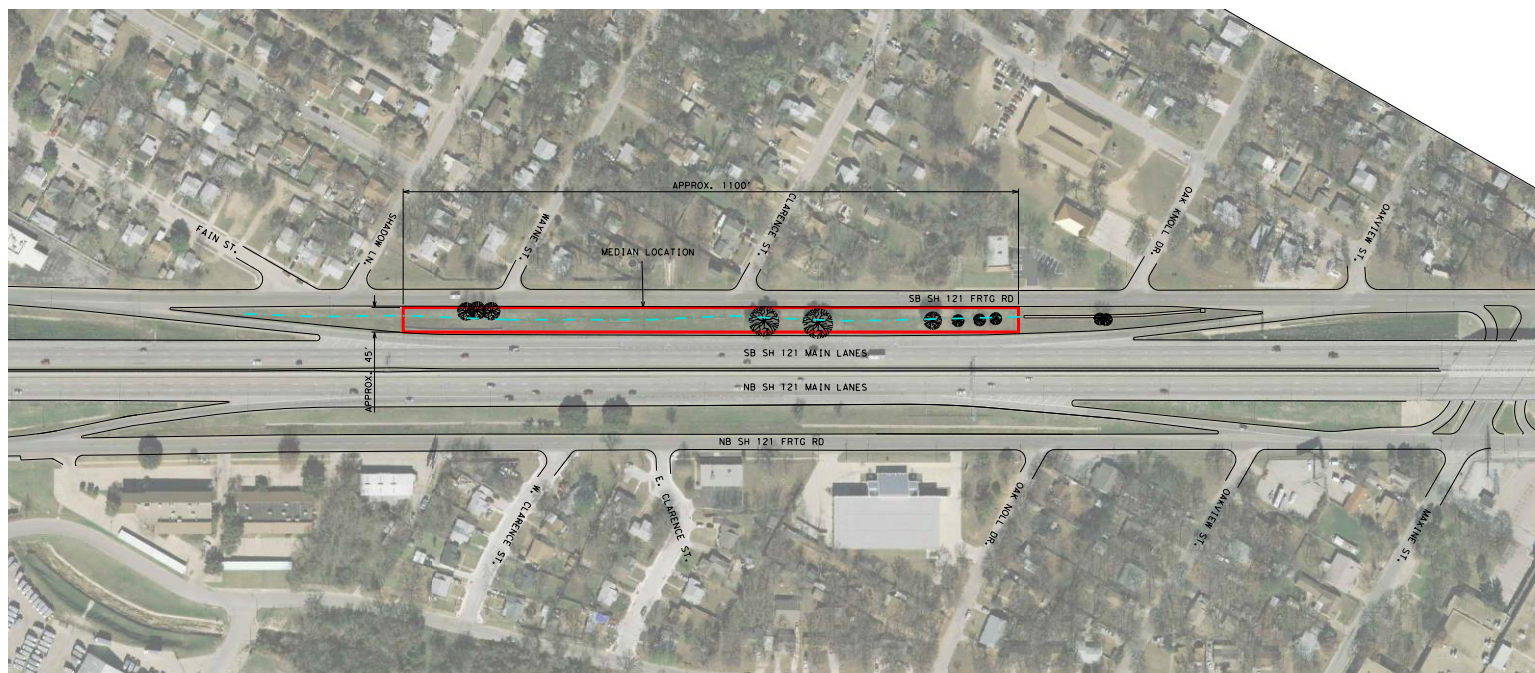 APPROX. 1100'
SHADOW LN.
WAYNE ST.
CLARENCE ST.
OAK KNOLL DR.
OAKVIEW ST.
FAIN ST.
MEDIAN LOCATION
SB SH 121 FRTG RD
APPROX. 45'
SB SH 121 MAIN LANES
NB SH 121 MAIN LANES
NB SH 121 FRTG RD
W. CLARENCE ST.
E. CLARENCE ST.
OAK NOLL DR.
OAKVIEW ST.
MAXINE ST.